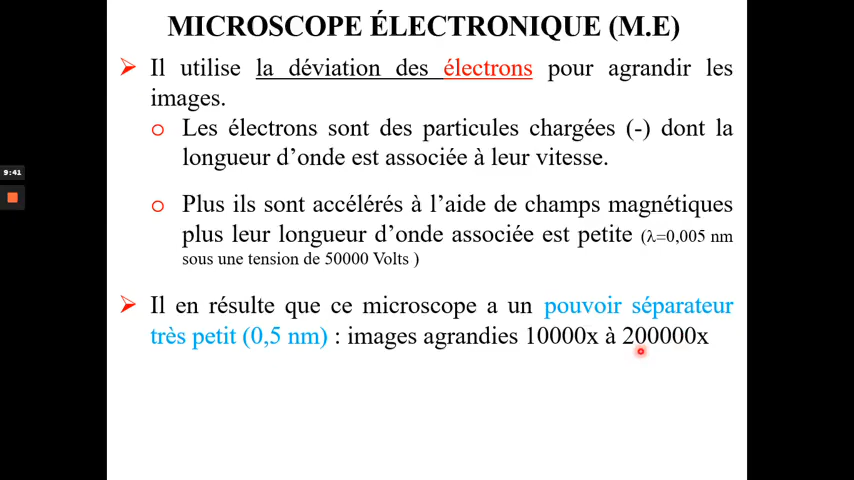 MICROSCOPE ÉLECTRONIQUE (M.E)
➢ Il utilise la déviation des électrons pour agrandir les
images.
o Les électrons sont des particules chargées (-) dont la
longueur d’onde est associée à leur vitesse.
9:41
o Plus ils sont accélérés à l’aide de champs magnétiques
plus leur longueur d’onde associée est petite (λ=0,005 nm
sous une tension de 50000 Volts )
➢ Il en résulte que ce microscope a un pouvoir séparateur
très petit (0,5 nm) : images agrandies 10000x à 200000x